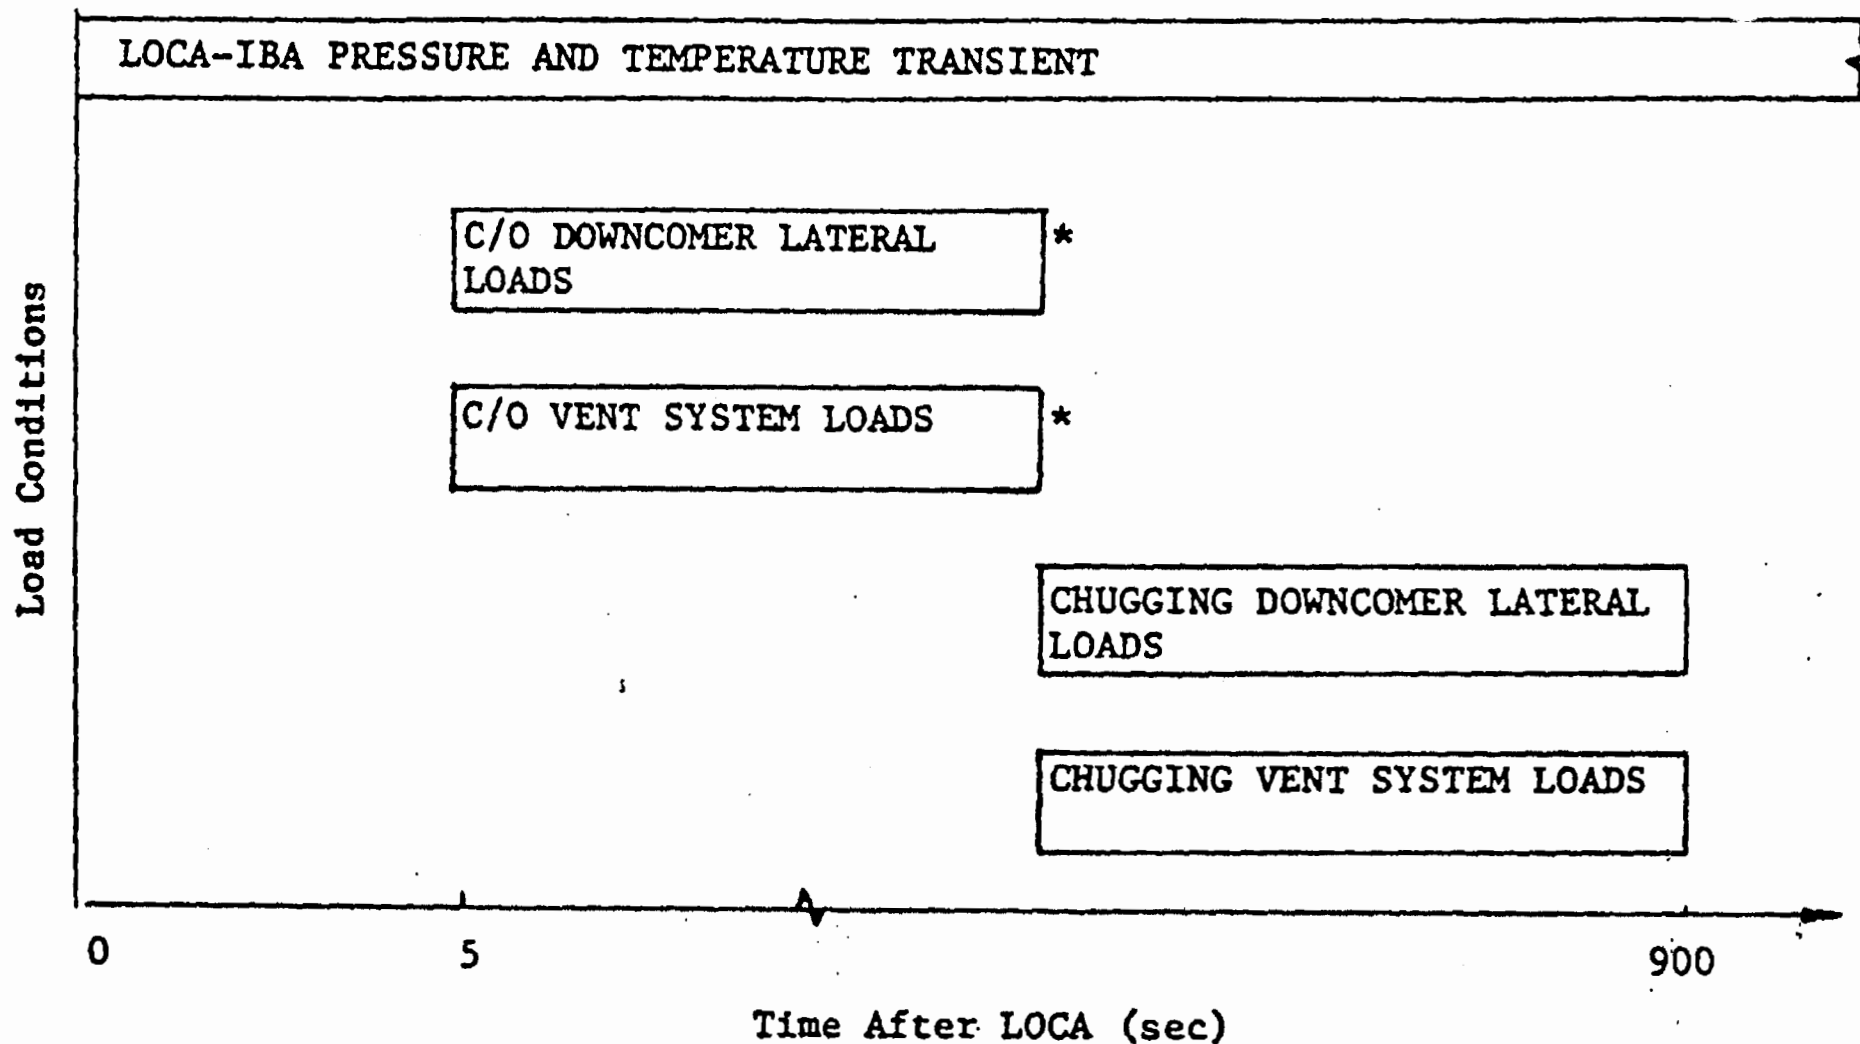 LOCA-IBA PRESSURE AND TEMPERATURE TRANSIENT
C/O DOWNCOMER LATERAL
LOADS
*
C/O VENT SYSTEM LOADS
*
CHUGGING DOWNCOMER LATERAL
LOADS
CHUGGING VENT SYSTEM LOADS
Load Conditions
0
5
900
Time After LOCA (sec)